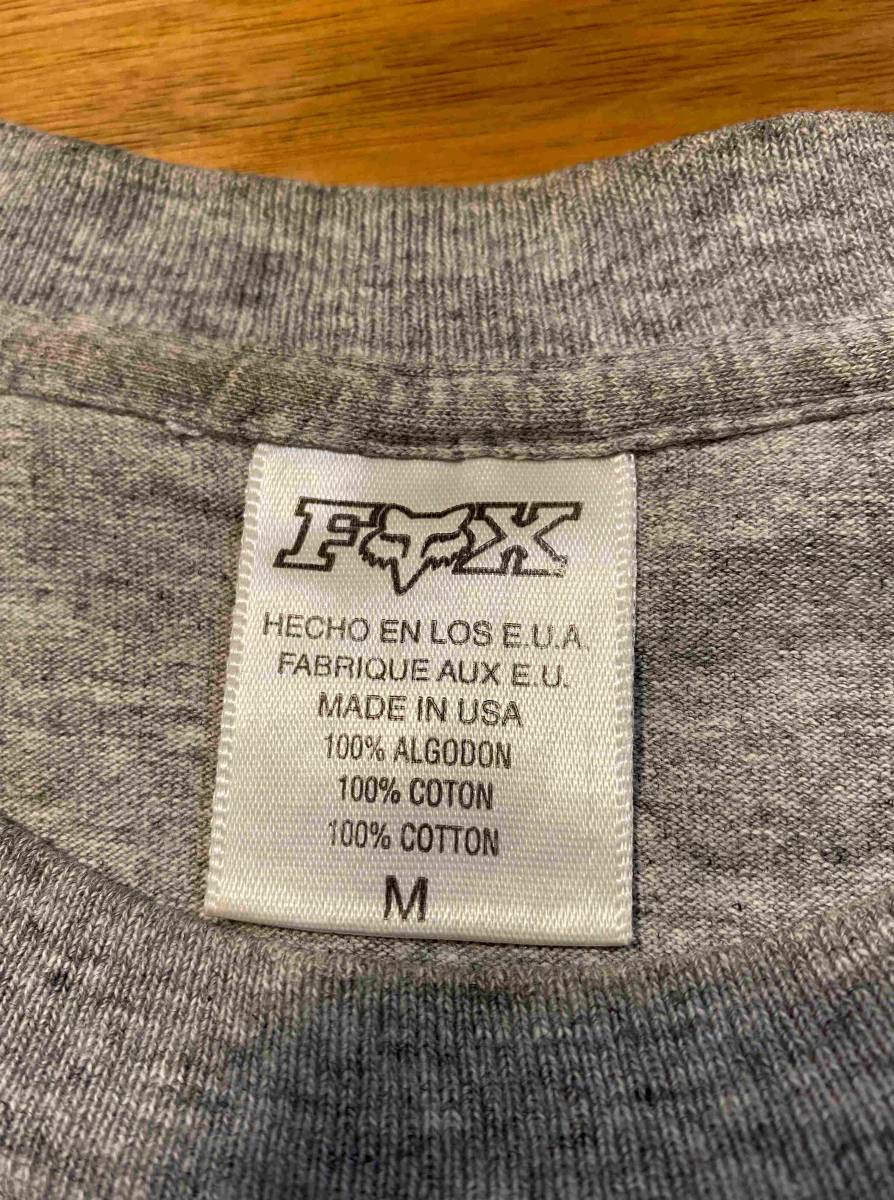 FOX
HECHO EN LOS E.U.A.
FABRIQUE AUX E.U.
MADE IN USA
100% ALGODON
100% COTON
100% COTTON
M